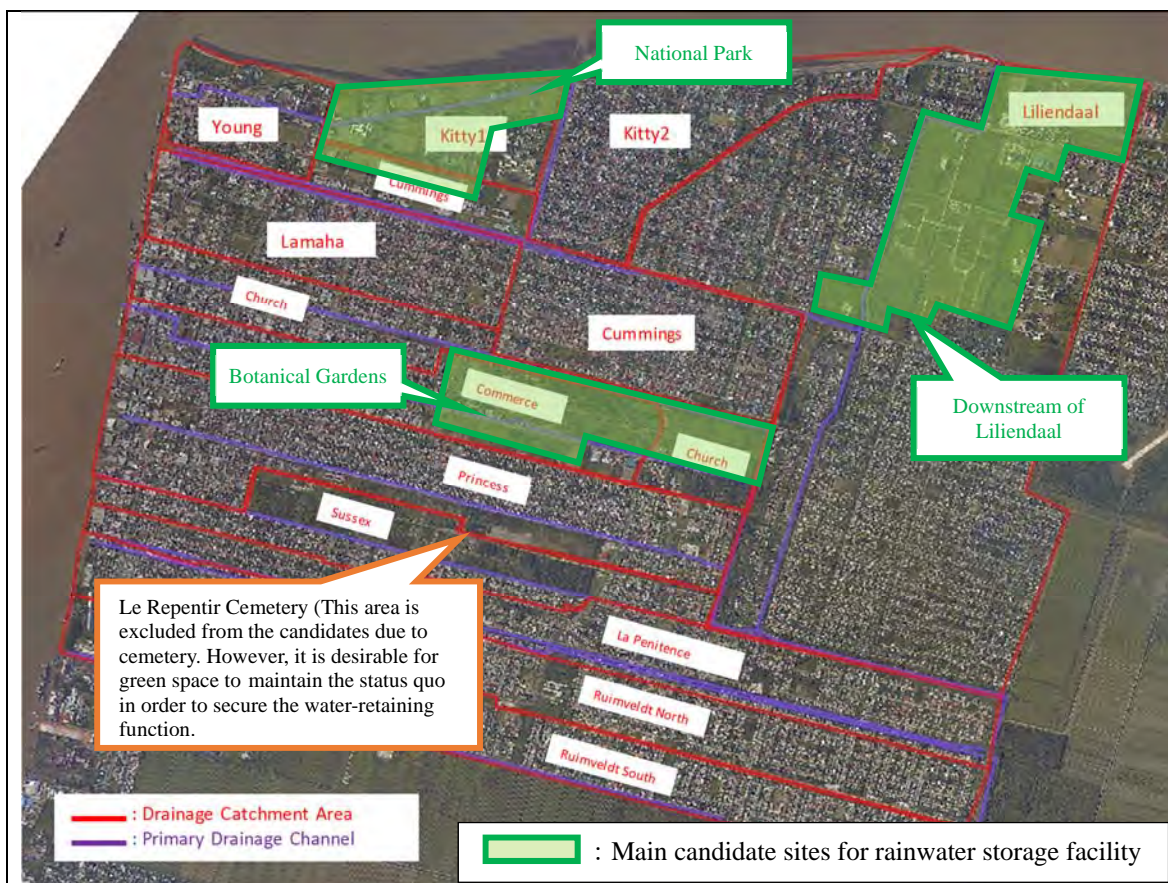 National Park
Liliendaal
Young
Kitty1
Kitty2
Cummings
Lamaha
Church
Cummings
Botanical Gardens
Commerce
Downstream of
Liliendaal
Church
Princess
Sussex
Le Repentir Cemetery (This area is
excluded from the candidates due to
cemetery. However, it is desirable for
green space to maintain the status quo
in order to secure the water-retaining
function.
La Penitence
Ruimveldt North
Ruimveldt South
: Drainage Catchment Area
: Primary Drainage Channel
: Main candidate sites for rainwater storage facility